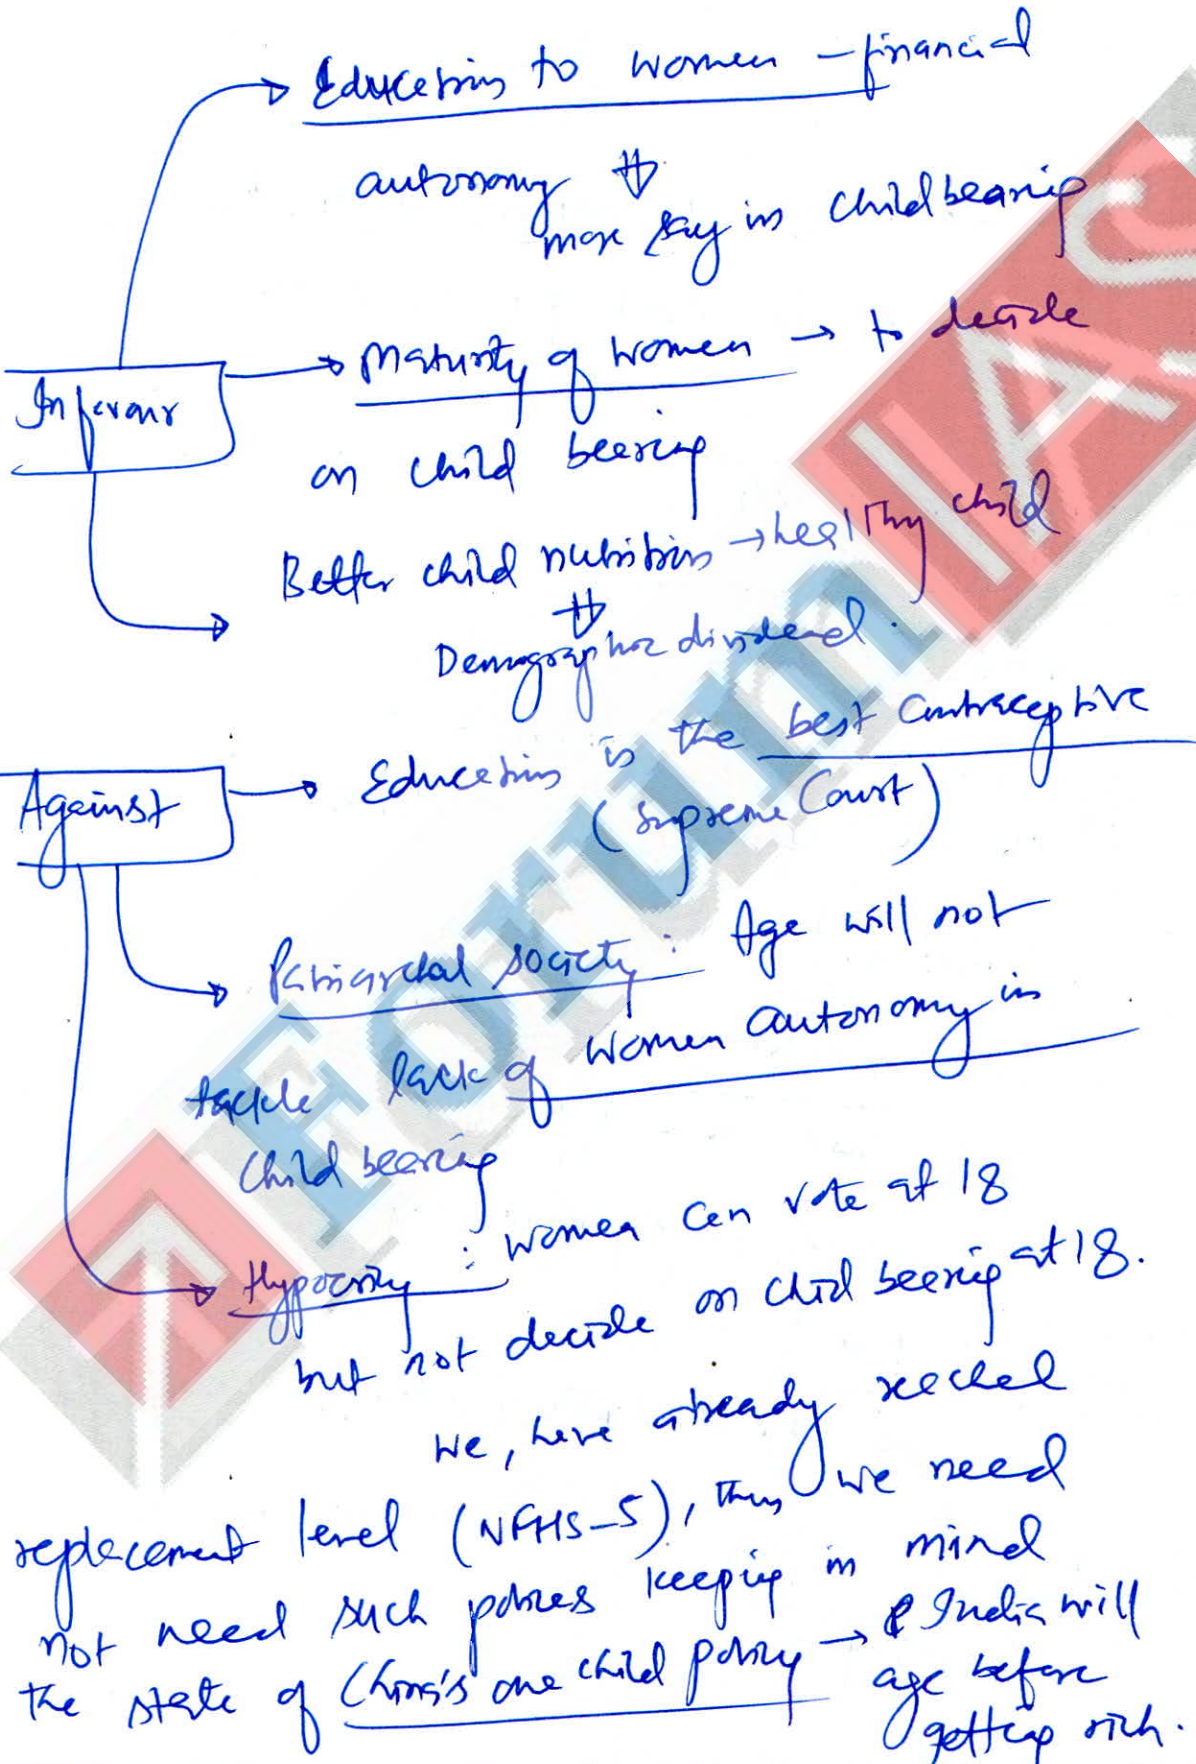 Education to women – financial
autonomy ⇓
more say in childbearing
In favour
Maturity of women → to decide
on child bearing
Better child nutrition → healthy child
⇓
Demographic dividend.
Against
Education is the best contraceptive
(Supreme Court)
Patriarchal society : Age will not
tackle lack of women autonomy in
child bearing
Hypocrisy : women can vote at 18
but not decide on child bearing at 18.
We, have already reached
replacement level (NFHS-5), thus we need
not need such policies keeping in mind
the state of China's one child policy → India will
age before
getting rich.
ForumIAS